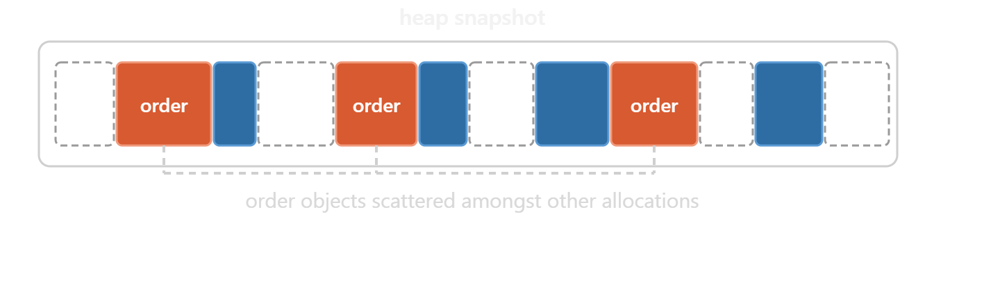 heap snapshot
order
order
order
order objects scattered amongst other allocations